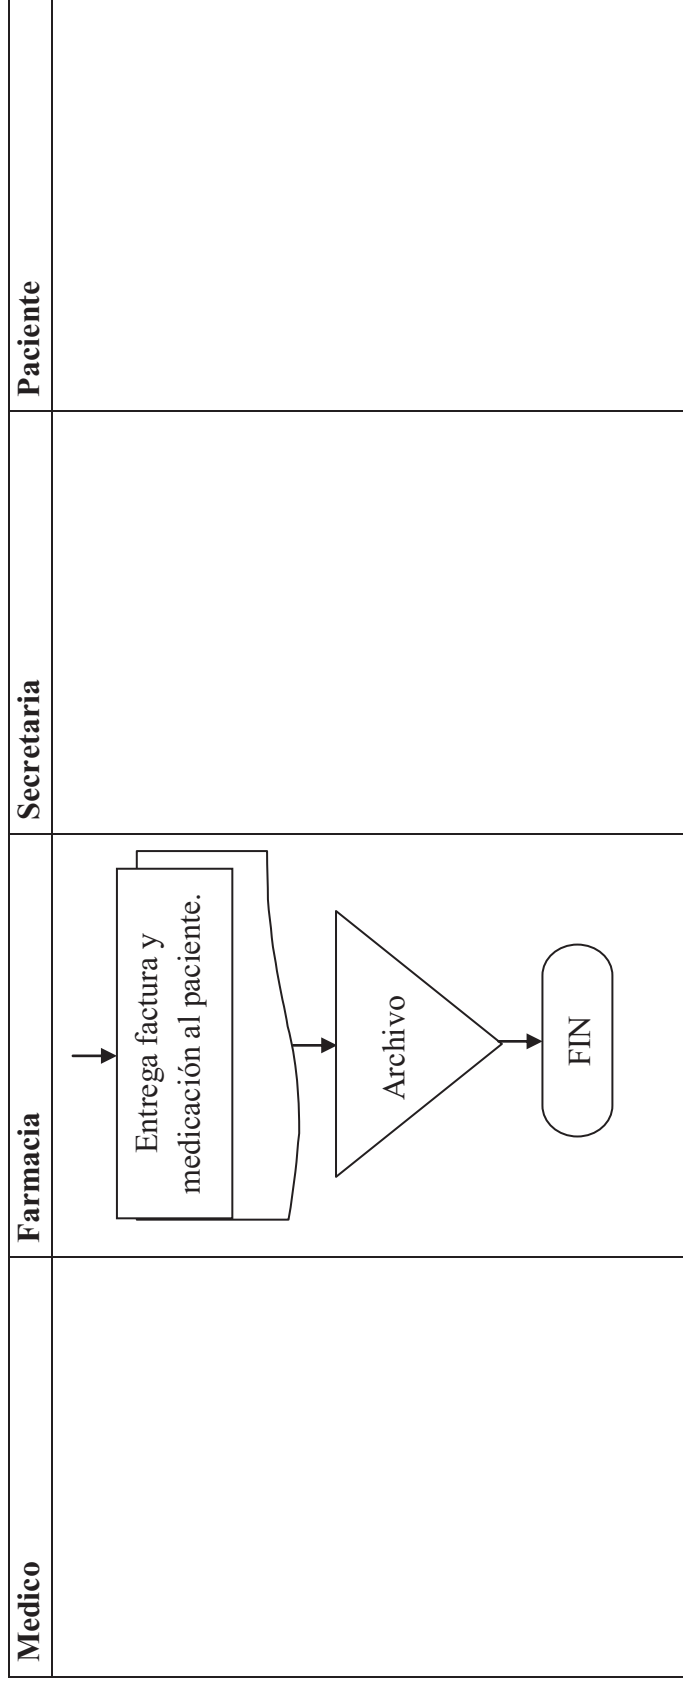 Medico
Farmacia
Secretaria
Paciente
Entrega factura y
medicación al paciente.
Archivo
FIN